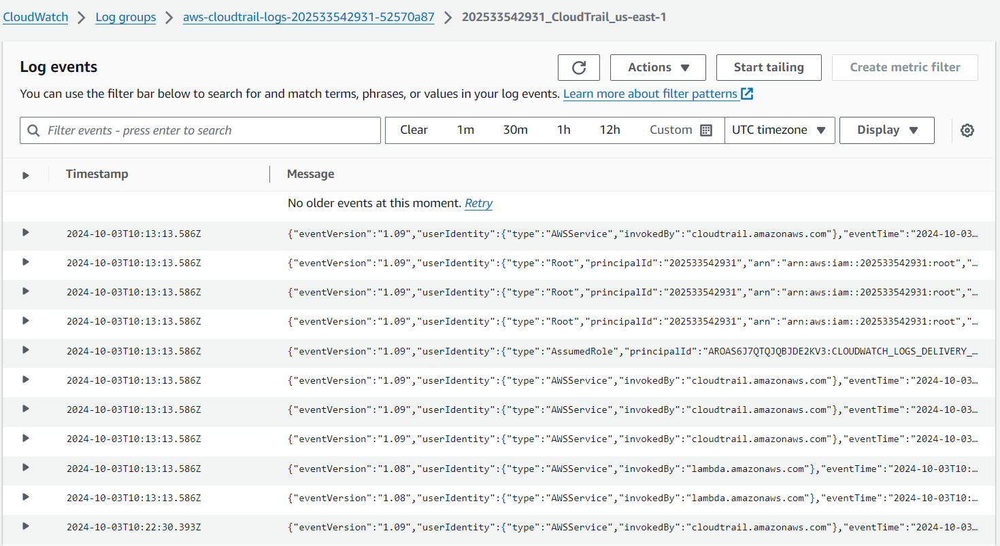 CloudWatch > Log groups > aws-cloudtrail-logs-202533542931-52570a87 > 202533542931_CloudTrail_us-east-1
Log events
Actions Start tailing Create metric filter
You can use the filter bar below to search for and match terms, phrases, or values in your log events. Learn more about filter patterns
Filter events - press enter to search Clear 1m 30m 1h 12h Custom UTC timezone Display
Timestamp Message
No older events at this moment. Retry
2024-10-03T10:13:13.586Z {"eventVersion":"1.09","userIdentity":{"type":"AWSService","invokedBy":"cloudtrail.amazonaws.com"},"eventTime":"2024-10-03…
2024-10-03T10:13:13.586Z {"eventVersion":"1.09","userIdentity":{"type":"Root","principalId":"202533542931","arn":"arn:aws:iam::202533542931:root","…
2024-10-03T10:13:13.586Z {"eventVersion":"1.09","userIdentity":{"type":"Root","principalId":"202533542931","arn":"arn:aws:iam::202533542931:root","…
2024-10-03T10:13:13.586Z {"eventVersion":"1.09","userIdentity":{"type":"Root","principalId":"202533542931","arn":"arn:aws:iam::202533542931:root","…
2024-10-03T10:13:13.586Z {"eventVersion":"1.09","userIdentity":{"type":"AssumedRole","principalId":"AROAS6J7QTQJQBJDE2KV3:CLOUDWATCH_LOGS_DELIVERY_…
2024-10-03T10:13:13.586Z {"eventVersion":"1.09","userIdentity":{"type":"AWSService","invokedBy":"cloudtrail.amazonaws.com"},"eventTime":"2024-10-03…
2024-10-03T10:13:13.586Z {"eventVersion":"1.09","userIdentity":{"type":"AWSService","invokedBy":"cloudtrail.amazonaws.com"},"eventTime":"2024-10-03…
2024-10-03T10:13:13.586Z {"eventVersion":"1.09","userIdentity":{"type":"AWSService","invokedBy":"cloudtrail.amazonaws.com"},"eventTime":"2024-10-03…
2024-10-03T10:13:13.586Z {"eventVersion":"1.08","userIdentity":{"type":"AWSService","invokedBy":"lambda.amazonaws.com"},"eventTime":"2024-10-03T10:…
2024-10-03T10:13:13.586Z {"eventVersion":"1.08","userIdentity":{"type":"AWSService","invokedBy":"lambda.amazonaws.com"},"eventTime":"2024-10-03T10:…
2024-10-03T10:22:30.393Z {"eventVersion":"1.09","userIdentity":{"type":"AWSService","invokedBy":"cloudtrail.amazonaws.com"},"eventTime":"2024-10-03…